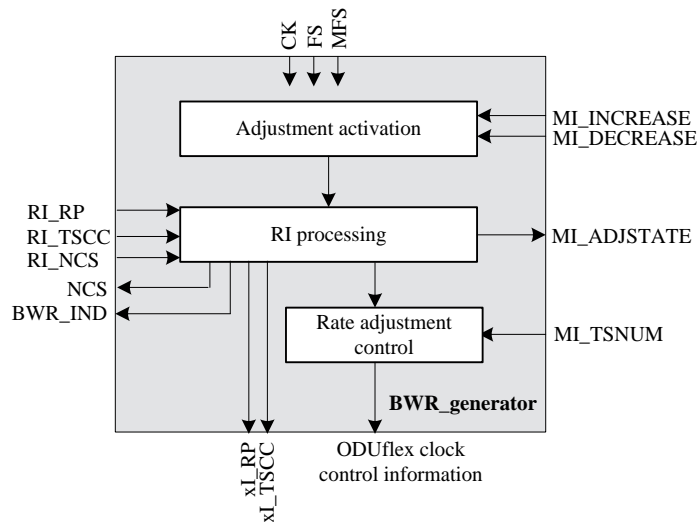 CK
FS
MFS
Adjustment activation
MI_INCREASE
MI_DECREASE
RI_RP
RI_TSCC
RI_NCS
RI processing
MI_ADJSTATE
NCS
BWR_IND
Rate adjustment
control
MI_TSNUM
BWR_generator
xI_RP
xI_TSCC
ODUflex clock
control information